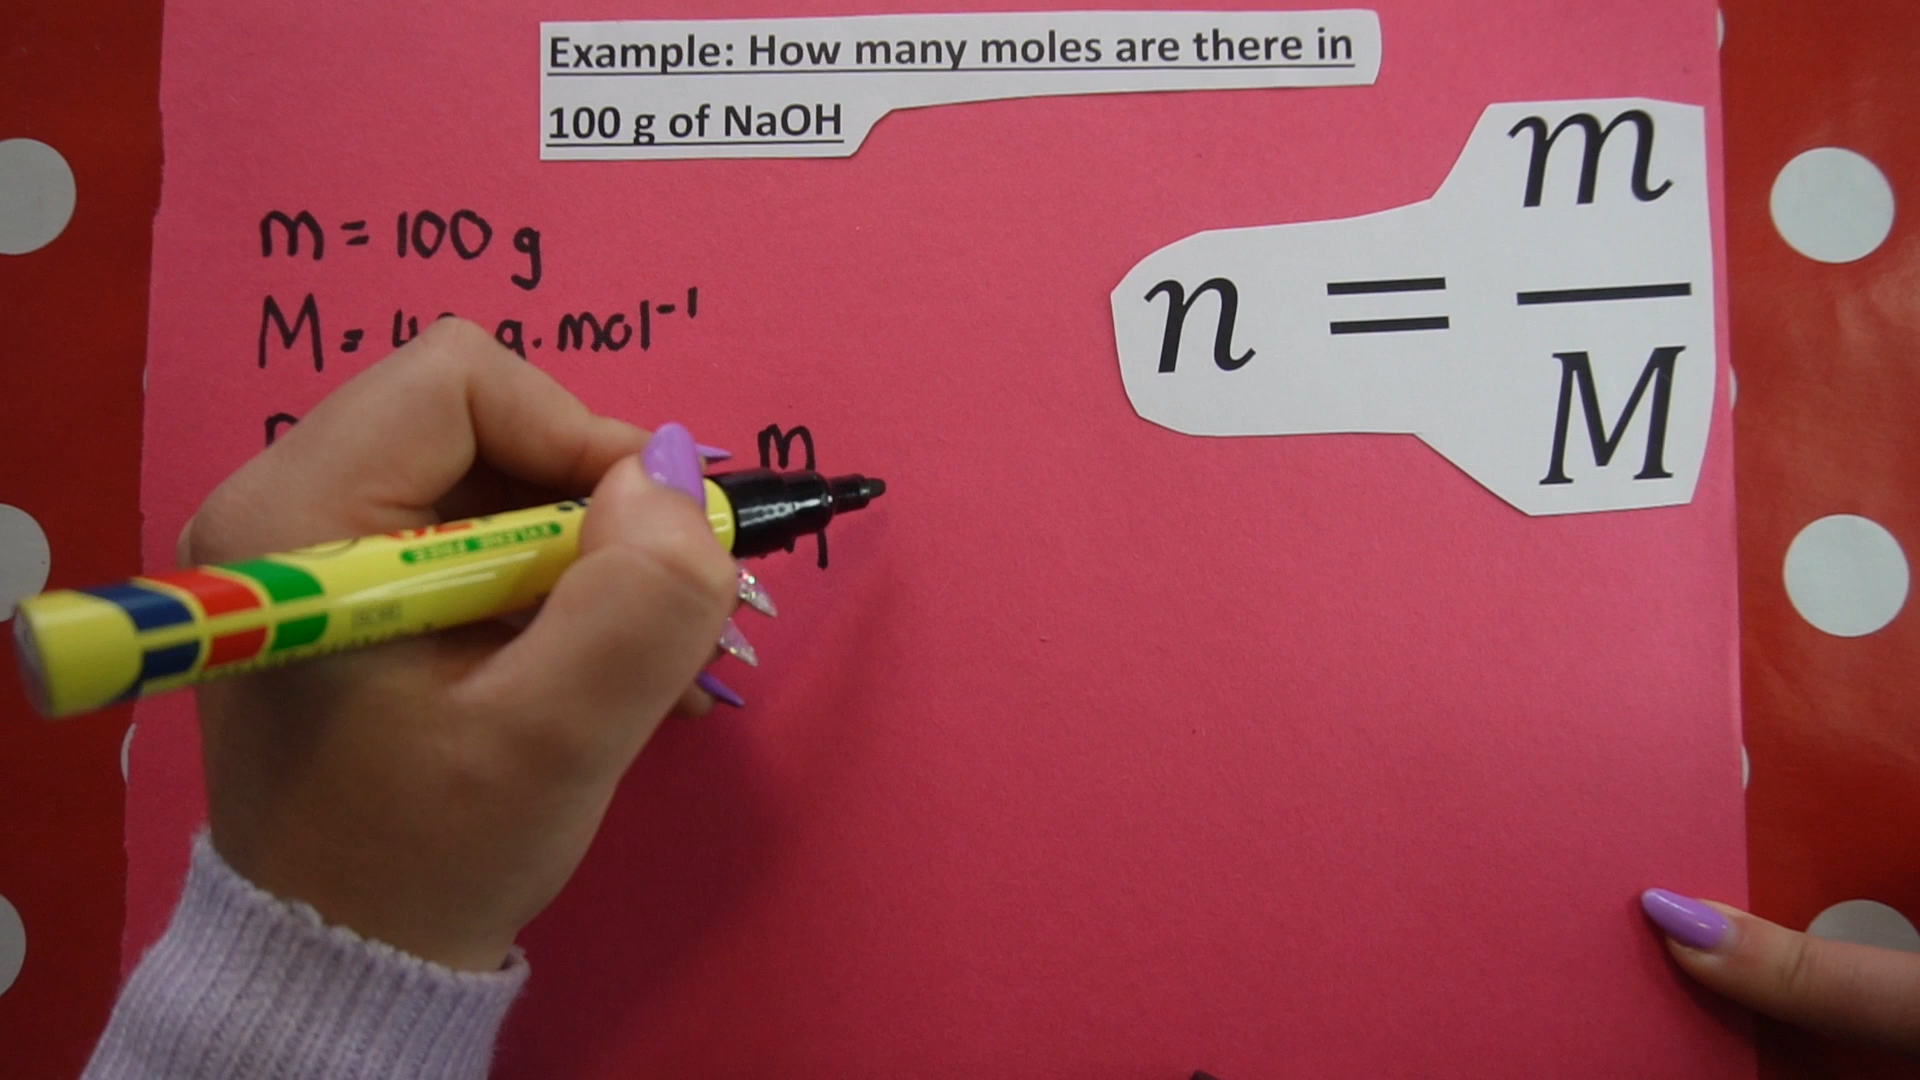 Example: How many moles are there in
100 g of NaOH
m = 100 g
M = g.mol⁻¹
m
n = m
M